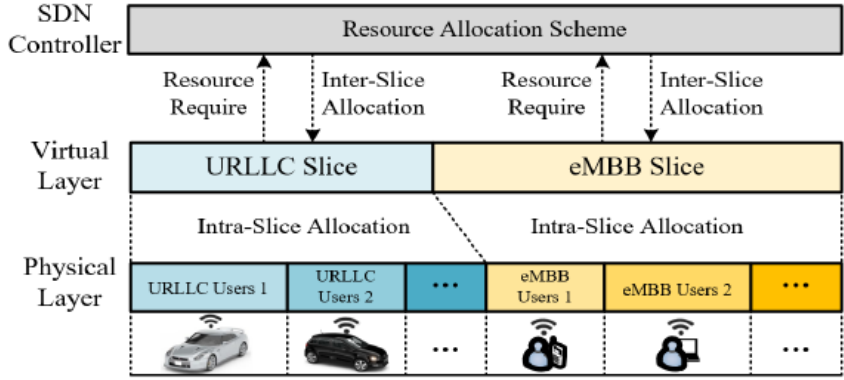 SDN
Controller
Resource Allocation Scheme
Resource
Require
Inter-Slice
Allocation
Resource
Require
Inter-Slice
Allocation
Virtual
Layer
URLLC Slice
eMBB Slice
Intra-Slice Allocation
Intra-Slice Allocation
Physical
Layer
URLLC Users 1
URLLC
Users 2
...
eMBB
Users 1
eMBB Users 2
...
...
...